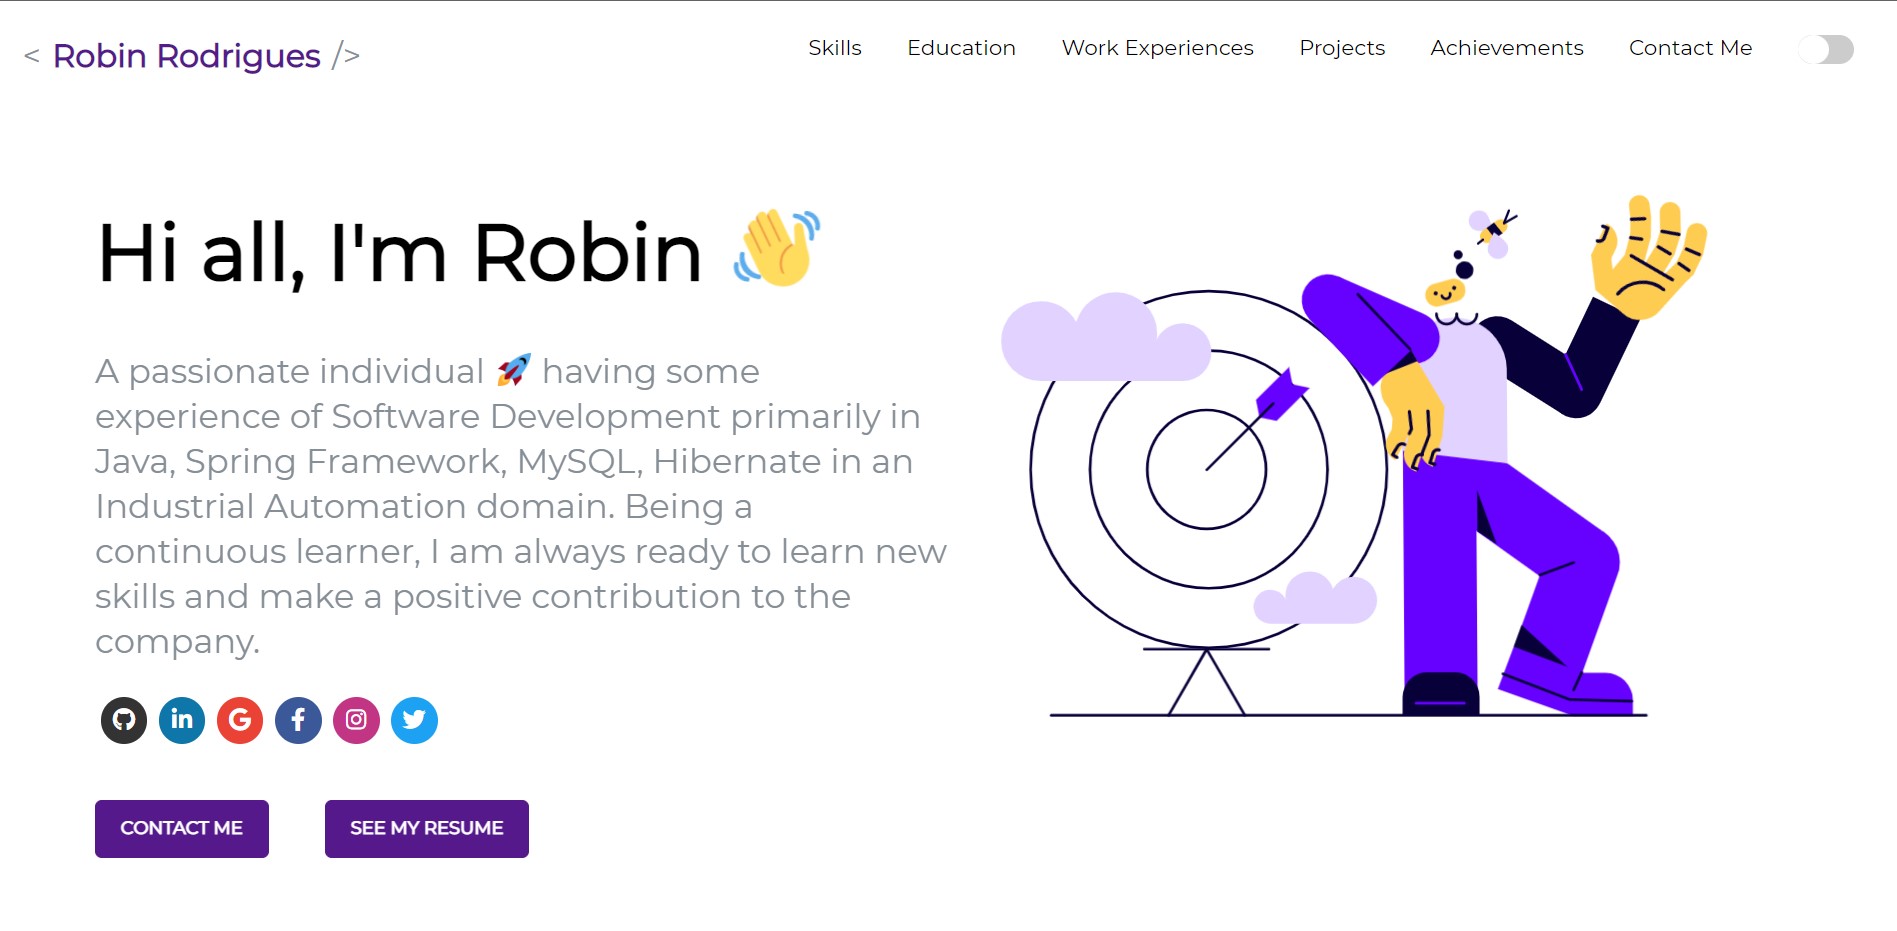 < Robin Rodrigues />
Skills Education Work Experiences Projects Achievements Contact Me
Hi all, I'm Robin 👋
A passionate individual 🚀 having some
experience of Software Development primarily in
Java, Spring Framework, MySQL, Hibernate in an
Industrial Automation domain. Being a
continuous learner, I am always ready to learn new
skills and make a positive contribution to the
company.
CONTACT ME SEE MY RESUME